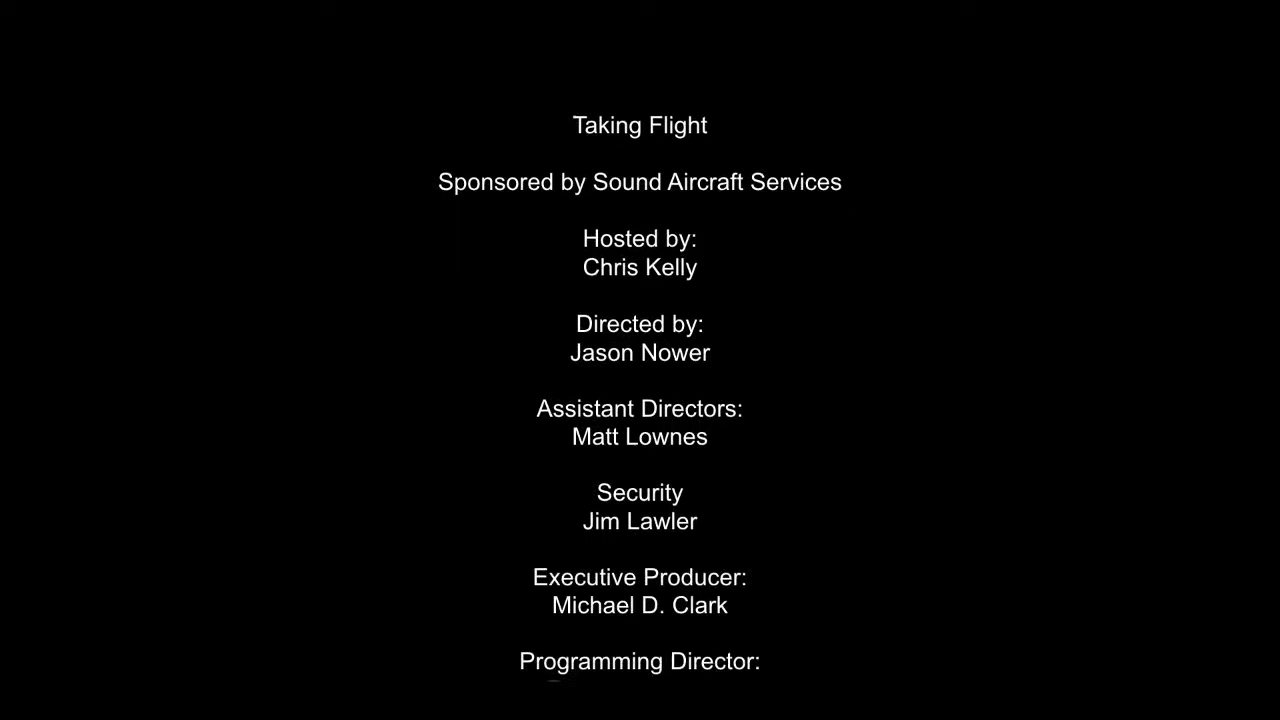 Taking Flight
Sponsored by Sound Aircraft Services
Hosted by:
Chris Kelly
Directed by:
Jason Nower
Assistant Directors:
Matt Lownes
Security
Jim Lawler
Executive Producer:
Michael D. Clark
Programming Director: